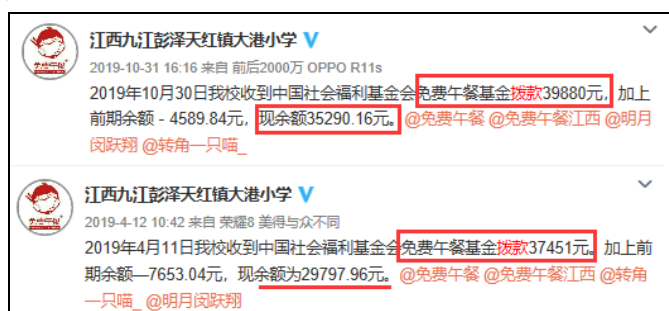 江西九江彭泽天红镇大港小学 V
2019-10-31 16:16 来自 前后2000万 OPPO R11s
2019年10月30日我校收到中国社会福利基金会免费午餐基金拨款39880元，加上
前期余额 - 4589.84元，现余额35290.16元。@免费午餐 @免费午餐江西 @明月
闵跃翔 @转角一只喵_
免费午餐
江西九江彭泽天红镇大港小学 V
2019-4-12 10:42 来自 荣耀8 美得与众不同
2019年4月11日我校收到中国社会福利基金会免费午餐基金拨款37451元。加上前
期余额—7653.04元，现余额为29797.96元。@免费午餐 @免费午餐江西 @转角
一只喵_ @明月闵跃翔
免费午餐